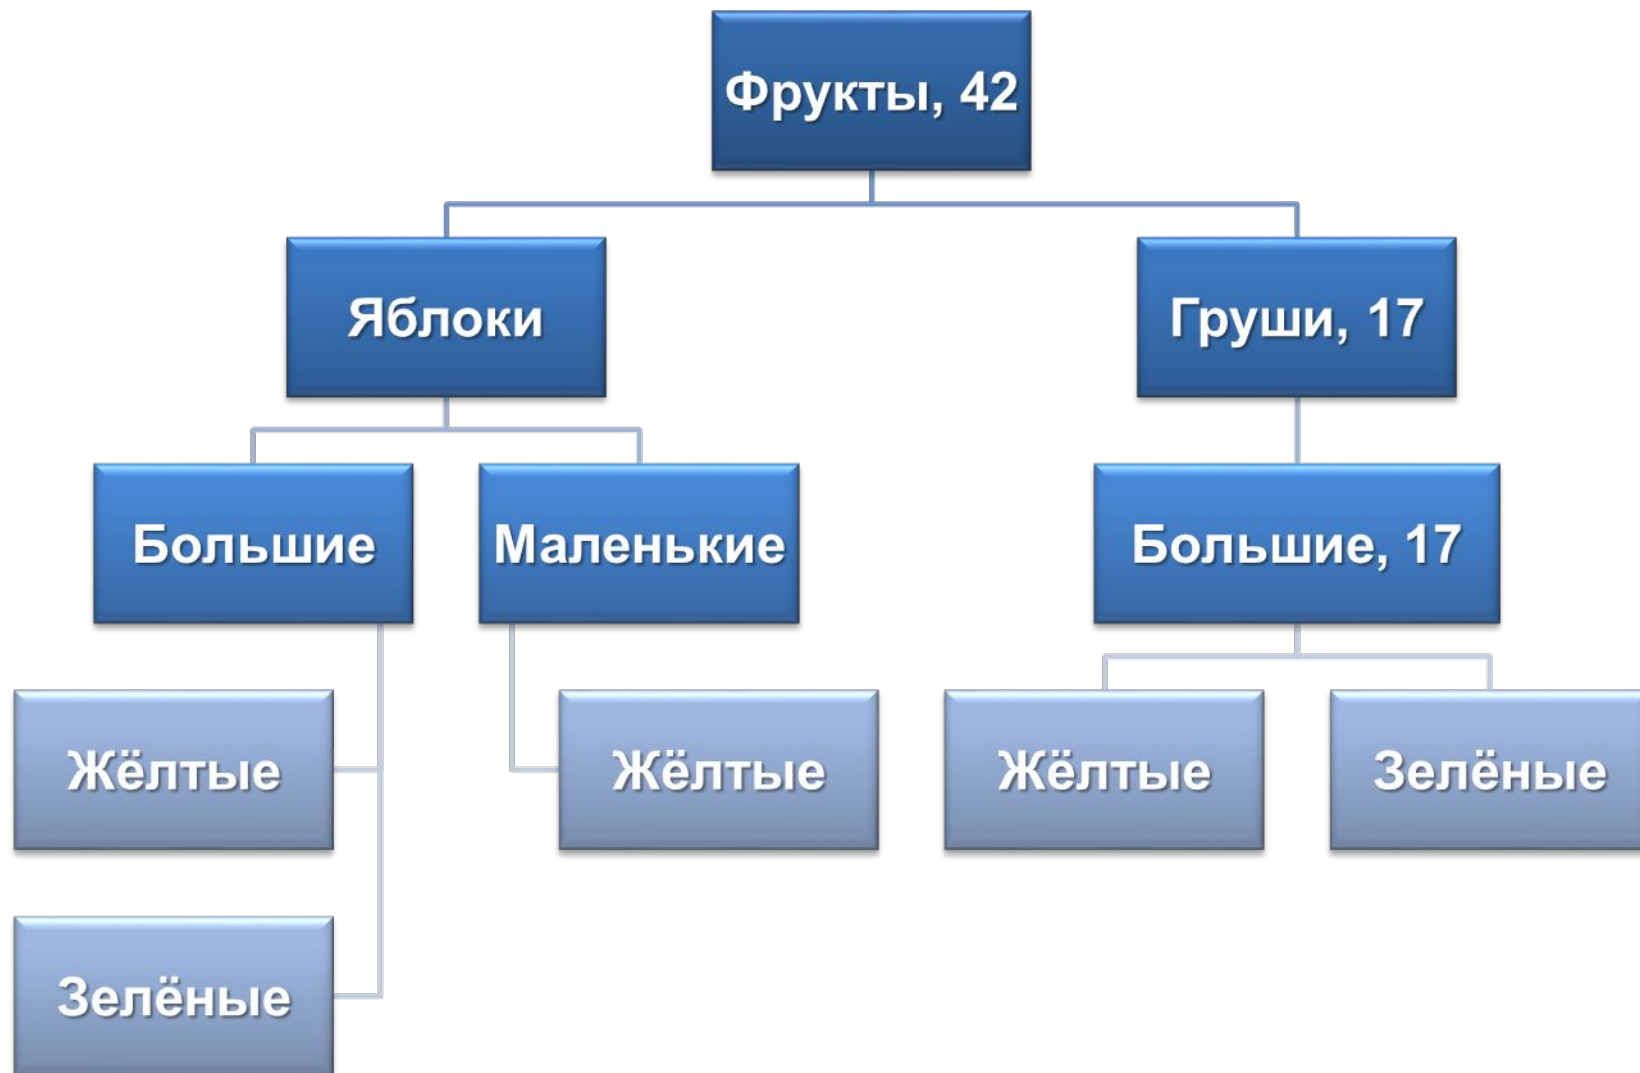 Фрукты, 42
Яблоки
Груши, 17
Большие
Маленькие
Большие, 17
Жёлтые
Жёлтые
Жёлтые
Зелёные
Зелёные